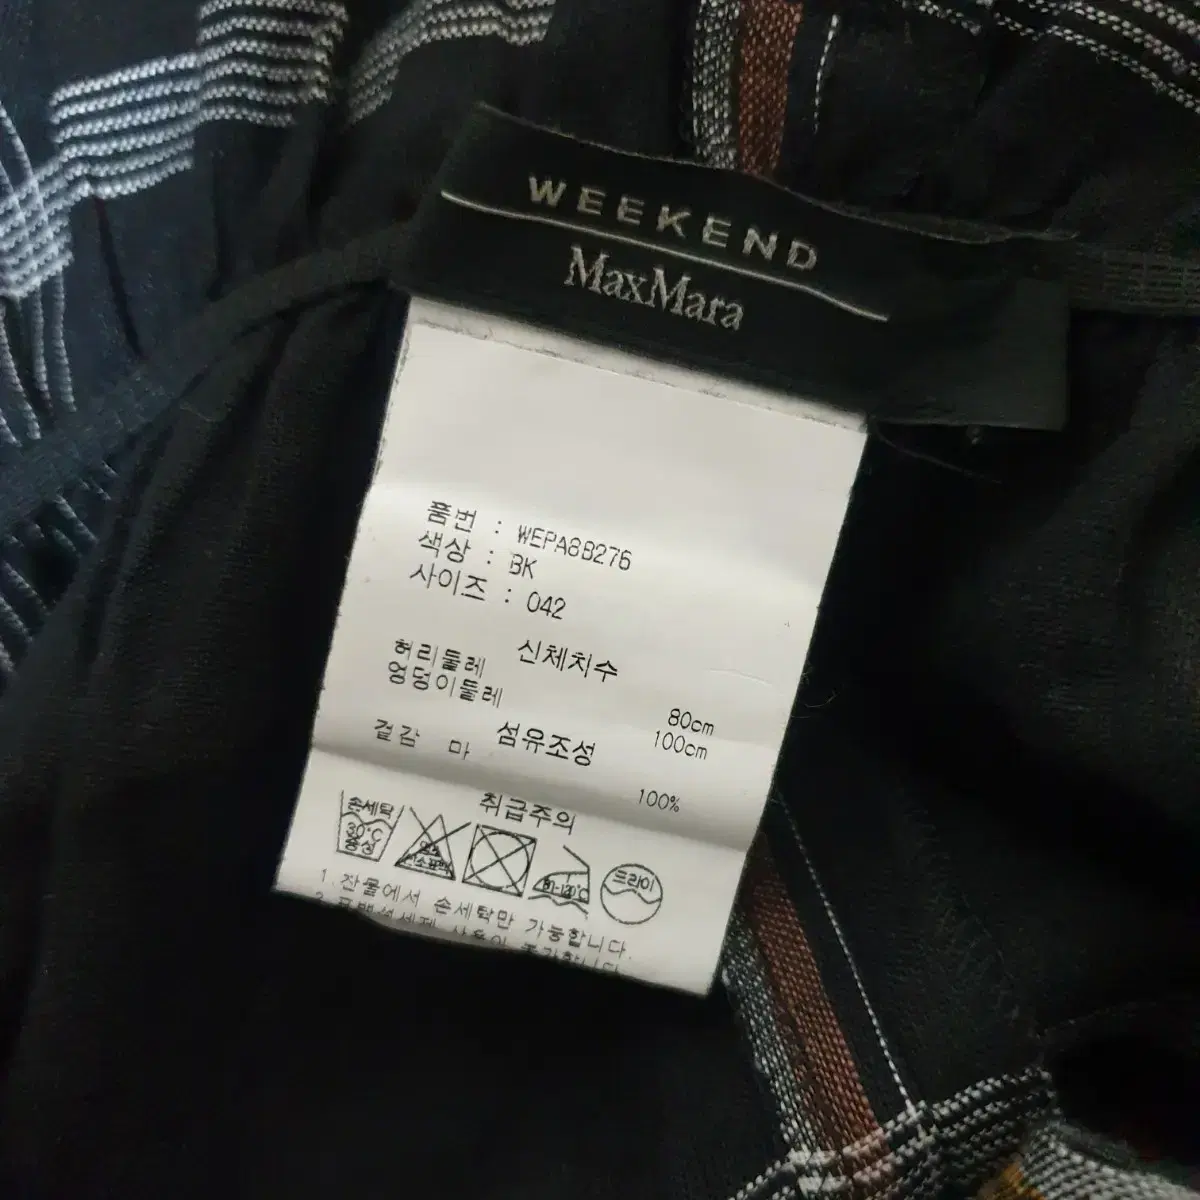 WEEKEND
MaxMara
품번 : WEPA8B276
색상 : BK
사이즈 : 042
신체치수
허리둘레 80cm
엉덩이둘레 100cm
섬유조성
겉감 마 100%
취급주의
손세탁
30°C
중성
80-120°C
드라이
1. 찬물에서 손세탁만 가능합니다.